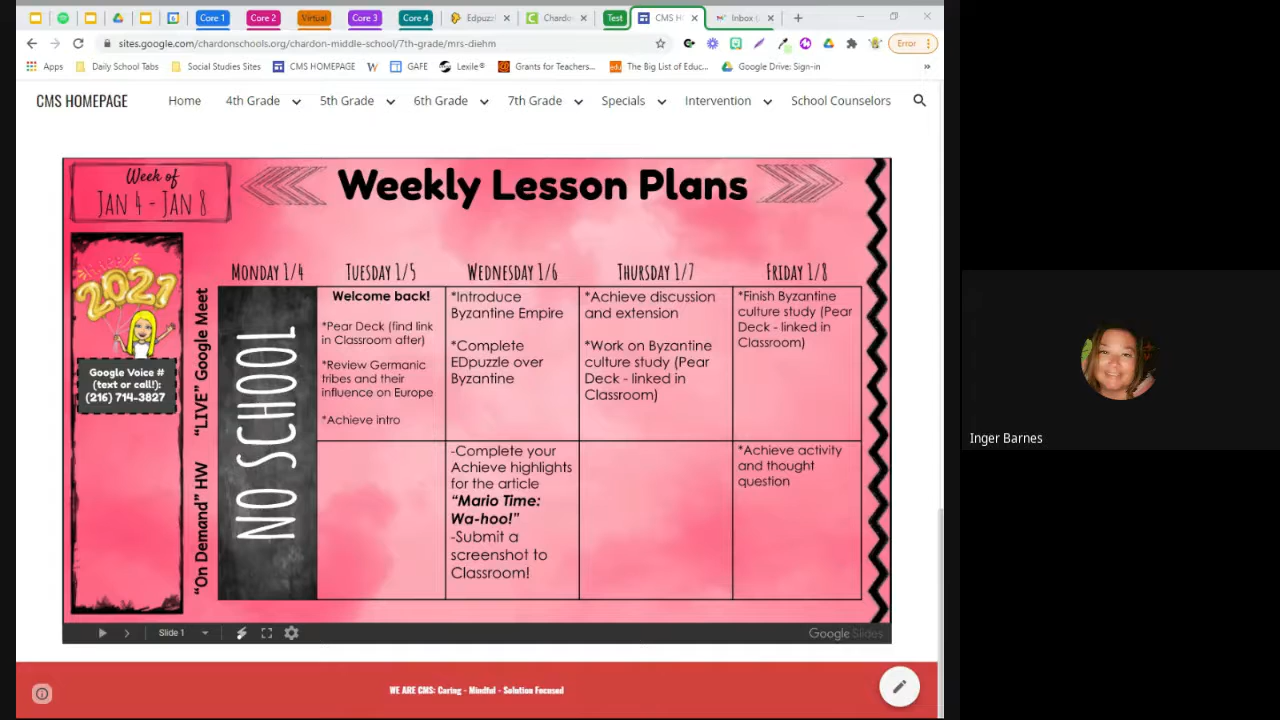 Core 1
Core 2
Virtual
Core 3
Core 4
Edpuzzl
Chardo
Test
CMS H
Inbox (
sites.google.com/chardonschools.org/chardon-middle-school/7th-grade/mrs-diehm
Error
Apps
Daily School Tabs
Social Studies Sites
CMS HOMEPAGE
W
GAFE
Lexile®
Grants for Teachers...
edu
The Big List of Educ...
Google Drive: Sign-in
»
CMS HOMEPAGE
Home
4th Grade
5th Grade
6th Grade
7th Grade
Specials
Intervention
School Counselors
Week of
JAN 4 - JAN 8
Weekly Lesson Plans
2021
Google Voice #
(text or call!):
(216) 714-3827
"LIVE" Google Meet
"On Demand" HW
MONDAY 1/4
TUESDAY 1/5
WEDNESDAY 1/6
THURSDAY 1/7
FRIDAY 1/8
NO SCHOOL
Welcome back!
*Pear Deck (find link
in Classroom after)
*Review Germanic
tribes and their
influence on Europe
*Achieve intro
*Introduce
Byzantine Empire
*Complete
EDpuzzle over
Byzantine
*Achieve discussion
and extension
*Work on Byzantine
culture study (Pear
Deck - linked in
Classroom)
*Finish Byzantine
culture study (Pear
Deck - linked in
Classroom)
-Complete your
Achieve highlights
for the article
"Mario Time:
Wa-hoo!"
-Submit a
screenshot to
Classroom!
*Achieve activity
and thought
question
Slide 1
Google Slides
WE ARE CMS: Caring - Mindful - Solution Focused
Inger Barnes